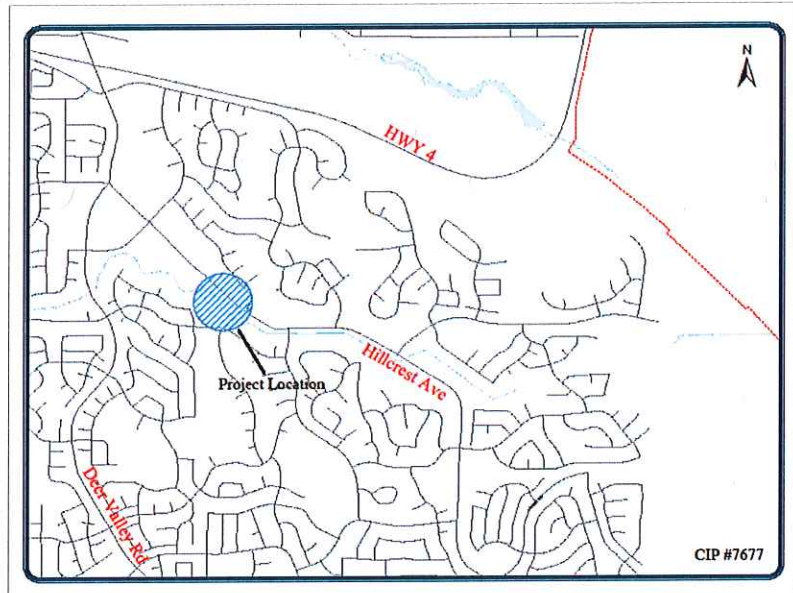 N
HWY 4
Hillcrest Ave
Project Location
Deer Valley Rd
CIP #7677